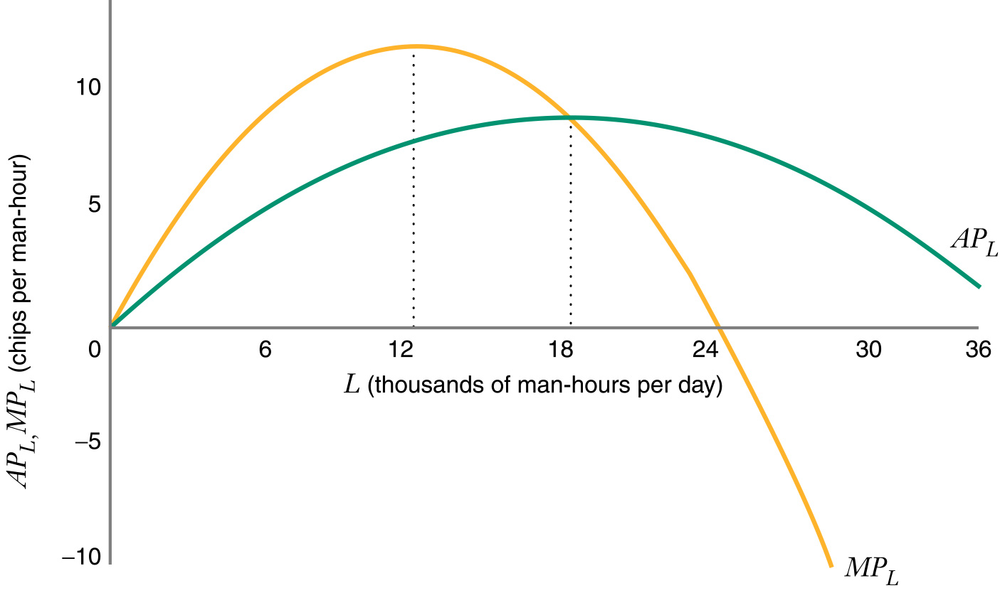 10
5
0
−5
−10
AP_L, MP_L (chips per man-hour)
6 12 18 24 30 36
L (thousands of man-hours per day)
AP_L
MP_L